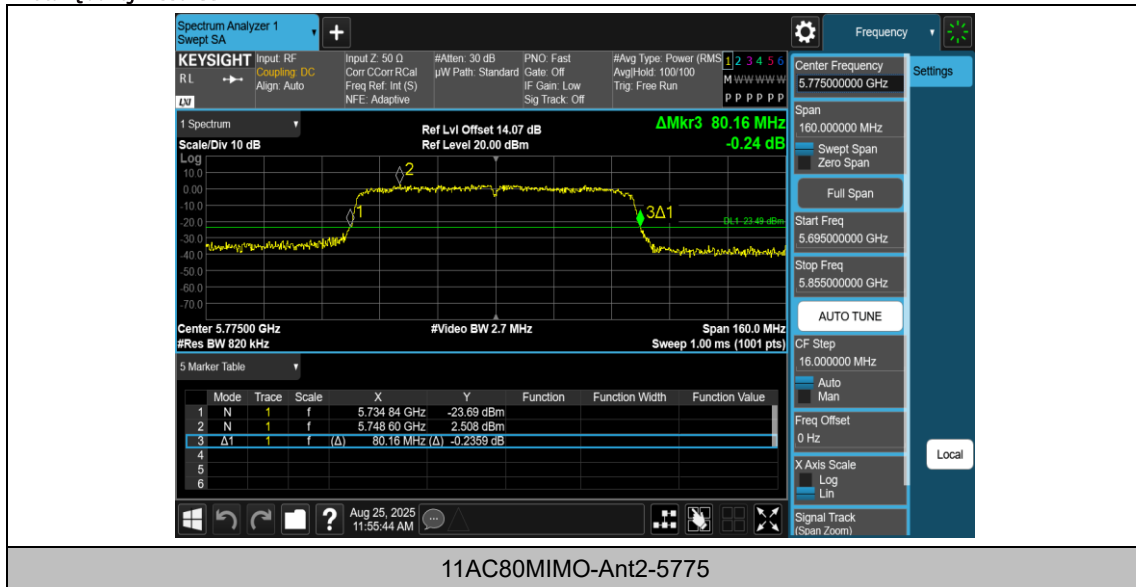 Spectrum Analyzer 1
Swept SA
+
Frequency
KEYSIGHT
RL
LXI
Input: RF
Coupling: DC
Align: Auto
Input Z: 50 Ω
Corr CCorr RCal
Freq Ref: Int (S)
NFE: Adaptive
#Atten: 30 dB
µW Path: Standard
PNO: Fast
Gate: Off
IF Gain: Low
Sig Track: Off
#Avg Type: Power (RMS
Avg|Hold: 100/100
Trig: Free Run
1 2 3 4 5 6
M W W W W W
P P P P P P
1 Spectrum
Scale/Div 10 dB
Ref Lvl Offset 14.07 dB
Ref Level 20.00 dBm
ΔMkr3 80.16 MHz
-0.24 dB
Log
10.0
0.00
-10.0
-20.0
-30.0
-40.0
-50.0
-60.0
-70.0
2
1
3Δ1
DL1 -23.49 dBm
Center 5.77500 GHz
#Res BW 820 kHz
#Video BW 2.7 MHz
Span 160.0 MHz
Sweep 1.00 ms (1001 pts)
5 Marker Table
Mode Trace Scale X Y Function Function Width Function Value
1 N 1 f 5.734 84 GHz -23.69 dBm
2 N 1 f 5.748 60 GHz 2.508 dBm
3 Δ1 1 f (Δ) 80.16 MHz (Δ) -0.2359 dB
4
5
6
Aug 25, 2025
11:55:44 AM
Center Frequency
5.775000000 GHz
Settings
Span
160.000000 MHz
Swept Span
Zero Span
Full Span
Start Freq
5.695000000 GHz
Stop Freq
5.855000000 GHz
AUTO TUNE
CF Step
16.000000 MHz
Auto
Man
Freq Offset
0 Hz
X Axis Scale
Log
Lin
Local
Signal Track
(Span Zoom)
11AC80MIMO-Ant2-5775